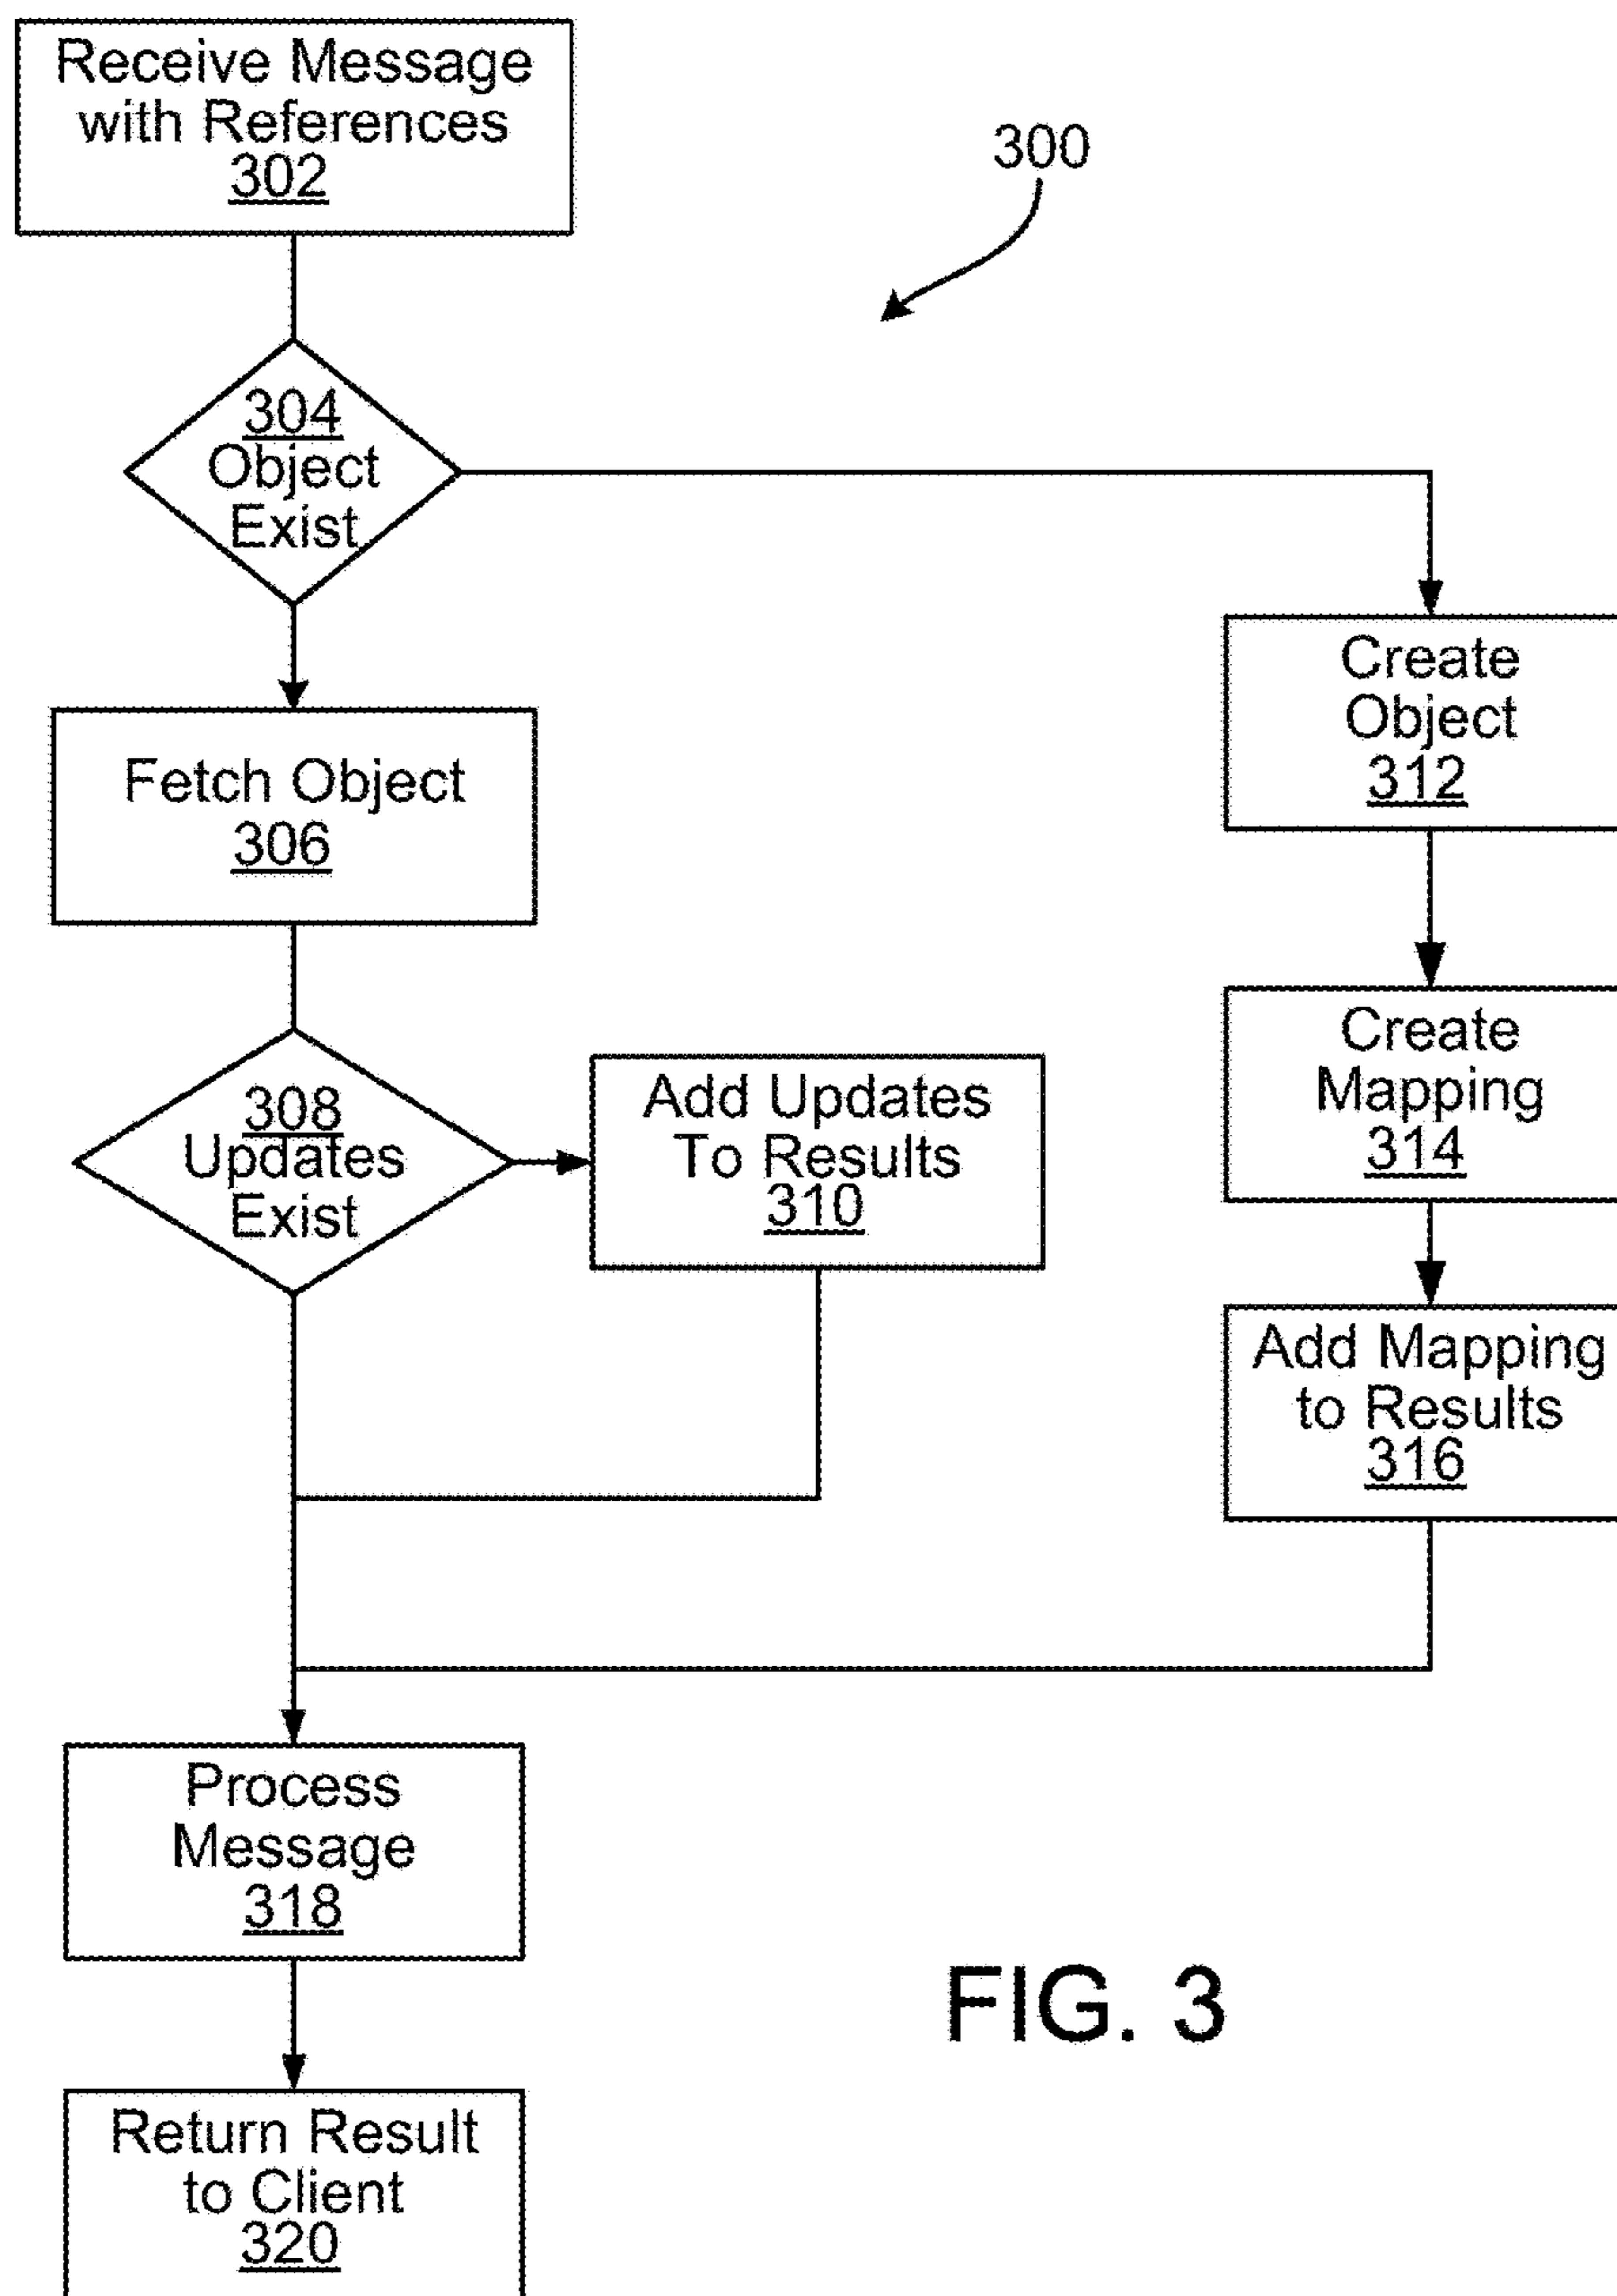 Receive Message
with References
302
300
304
Object
Exist
Fetch Object
306
Create
Object
312
308
Updates
Exist
Add Updates
To Results
310
Create
Mapping
314
Add Mapping
to Results
316
Process
Message
318
Return Result
to Client
320
FIG. 3